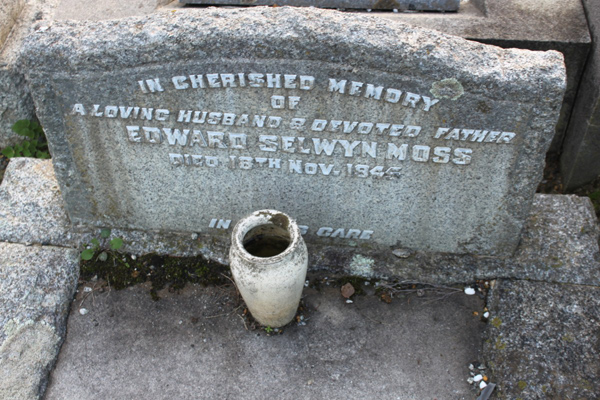 IN CHERISHED MEMORY
OF
A LOVING HUSBAND & DEVOTED FATHER
EDWARD SELWYN MOSS
DIED 18TH NOV. 194
IN CARE